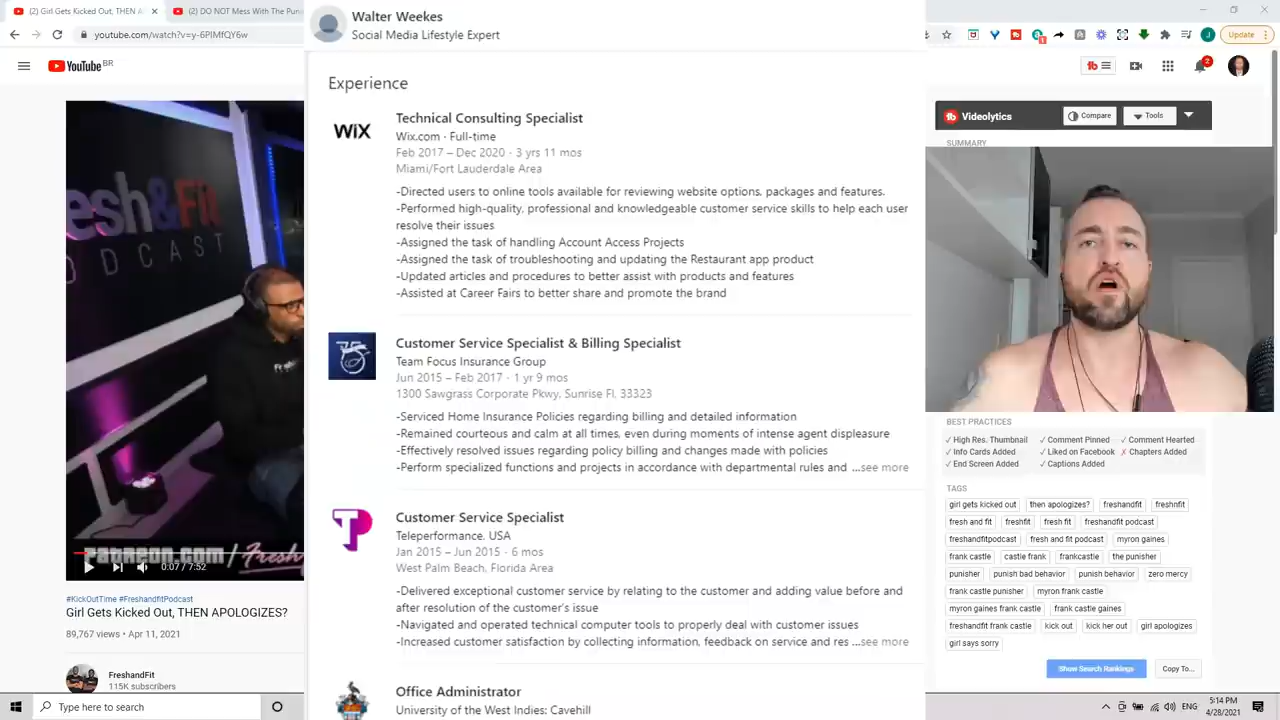 (2) Girl Gets Kicked Out, THEN A
(2) DO NOT Mess With The Pun
youtube.com/watch?v=y-6PIMfQY6w
Update
YouTube BR
2
esh&Fit
ODCAST
patreon.com/Fresh
0:07 / 7:52
#KickOutTime #FreshandfitPodcast
Girl Gets Kicked Out, THEN APOLOGIZES?
89,767 views • Apr 11, 2021
FreshandFit
115K subscribers
Type here to search
Walter Weekes
Social Media Lifestyle Expert
Experience
WiX
Technical Consulting Specialist
Wix.com · Full-time
Feb 2017 – Dec 2020 · 3 yrs 11 mos
Miami/Fort Lauderdale Area
-Directed users to online tools available for reviewing website options, packages and features.
-Performed high-quality, professional and knowledgeable customer service skills to help each user
resolve their issues
-Assigned the task of handling Account Access Projects
-Assigned the task of troubleshooting and updating the Restaurant app product
-Updated articles and procedures to better assist with products and features
-Assisted at Career Fairs to better share and promote the brand
Customer Service Specialist & Billing Specialist
Team Focus Insurance Group
Jun 2015 – Feb 2017 · 1 yr 9 mos
1300 Sawgrass Corporate Pkwy, Sunrise Fl. 33323
-Serviced Home Insurance Policies regarding billing and detailed information
-Remained courteous and calm at all times, even during moments of intense agent displeasure
-Effectively resolved issues regarding policy billing and changes made with policies
-Perform specialized functions and projects in accordance with departmental rules and ...see more
Customer Service Specialist
Teleperformance. USA
Jan 2015 – Jun 2015 · 6 mos
West Palm Beach, Florida Area
-Delivered exceptional customer service by relating to the customer and adding value before and
after resolution of the customer's issue
-Navigated and operated technical computer tools to properly deal with customer issues
-Increased customer satisfaction by collecting information, feedback on service and res ...see more
Office Administrator
University of the West Indies: Cavehill
Videolytics
Compare
Tools
SUMMARY
BEST PRACTICES
✓ High Res. Thumbnail ✓ Comment Pinned ✓ Comment Hearted
✓ Info Cards Added ✓ Liked on Facebook ✗ Chapters Added
✓ End Screen Added ✓ Captions Added
TAGS
girl gets kicked out then apologizes? freshandfit freshnfit
fresh and fit freshfit fresh fit freshandfit podcast
freshandfitpodcast fresh and fit podcast myron gaines
frank castle castle frank frankcastle the punisher
punisher punish bad behavior punish behavior zero mercy
frank castle punisher myron frank castle
myron gaines frank castle frank castle gaines
freshandfit frank castle kick out kick her out girl apologizes
girl says sorry
Show Search Rankings
Copy To...
ENG
5:14 PM
4/28/2021